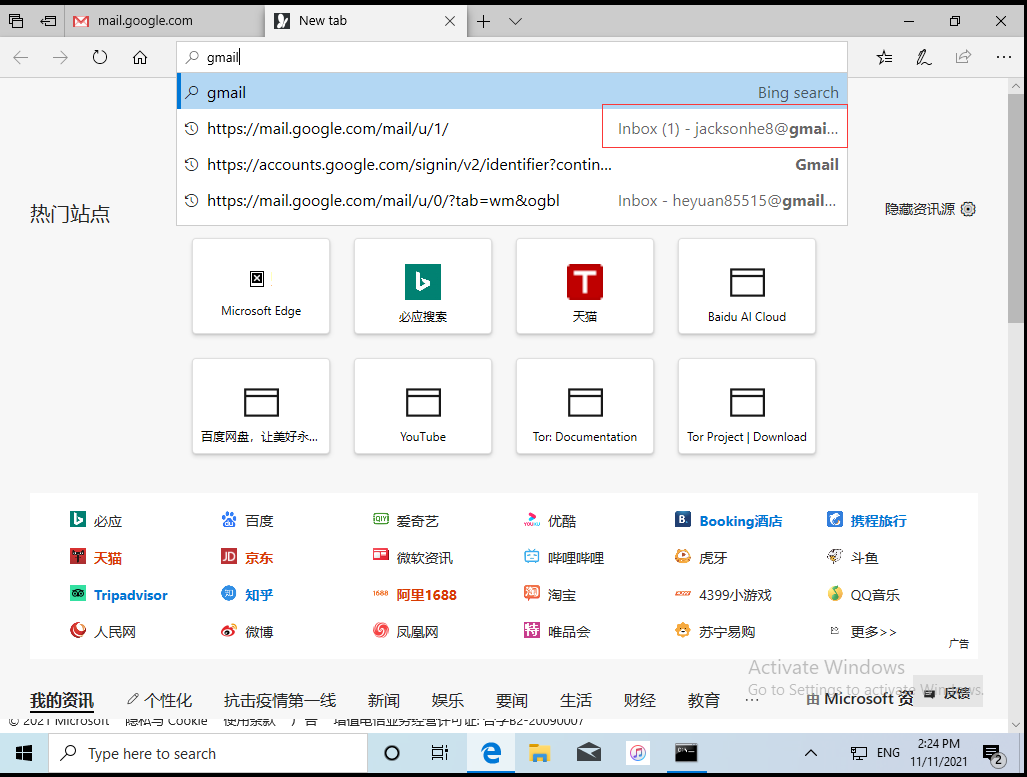 mail.google.com
New tab
gmail
gmail Bing search
https://mail.google.com/mail/u/1/ Inbox (1) - jacksonhe8@gmai...
https://accounts.google.com/signin/v2/identifier?contin... Gmail
https://mail.google.com/mail/u/0/?tab=wm&ogbl Inbox - heyuan85515@gmail...
热门站点
隐藏资讯源
Microsoft Edge
必应搜索
天猫
Baidu AI Cloud
百度网盘，让美好永...
YouTube
Tor: Documentation
Tor Project | Download
必应 百度 爱奇艺 优酷 Booking酒店 携程旅行
天猫 京东 微软资讯 哔哩哔哩 虎牙 斗鱼
Tripadvisor 知乎 阿里1688 淘宝 4399小游戏 QQ音乐
人民网 微博 凤凰网 唯品会 苏宁易购 更多>>
广告
Activate Windows
Go to Settings to activate Windows.
我的资讯 个性化 抗击疫情第一线 新闻 娱乐 要闻 生活 财经 教育 ... 由 Microsoft 资
反馈
© 2021 Microsoft 隐私与 Cookie 使用条款 广告 增值电信业务经营许可证: 合字B2-20090007
Type here to search
ENG
2:24 PM
11/11/2021
2